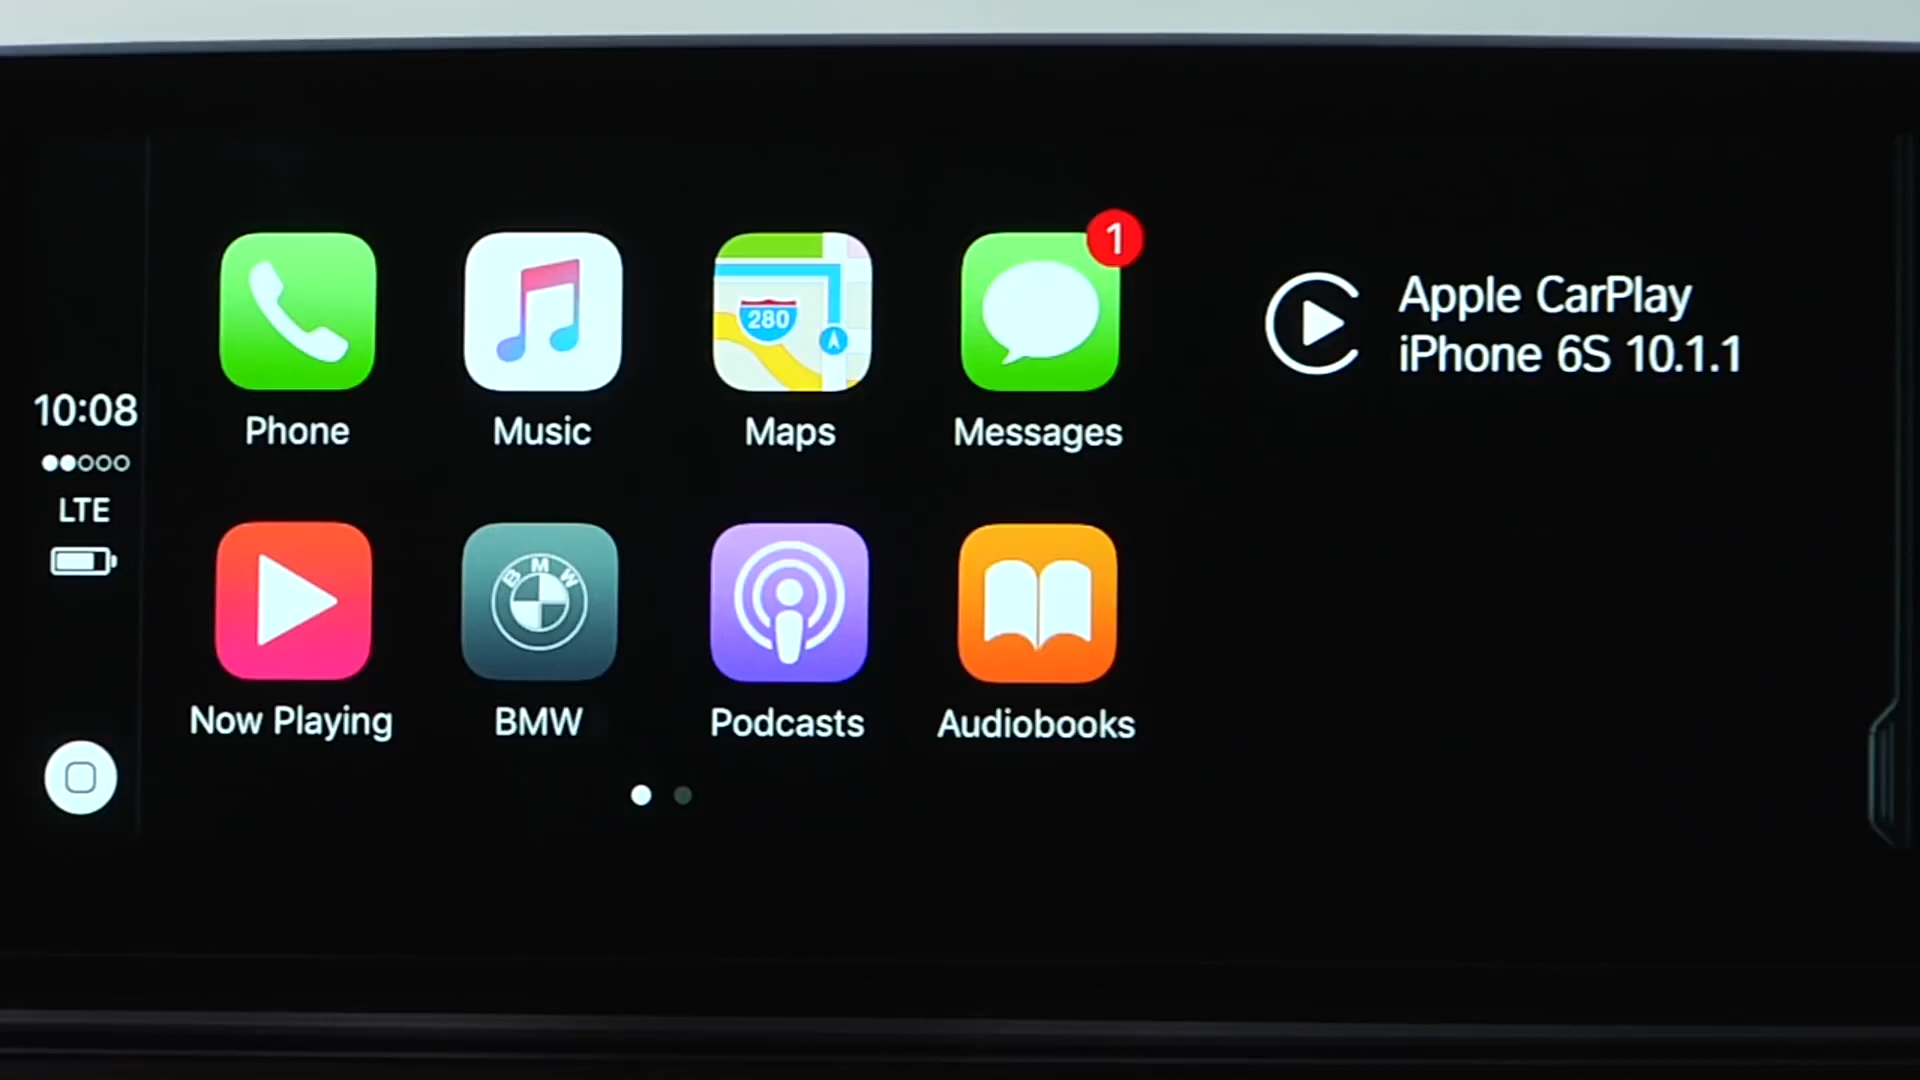 10:08
LTE
280
1
Phone
Music
Maps
Messages
Apple CarPlay
iPhone 6S 10.1.1
BMW
Now Playing
BMW
Podcasts
Audiobooks